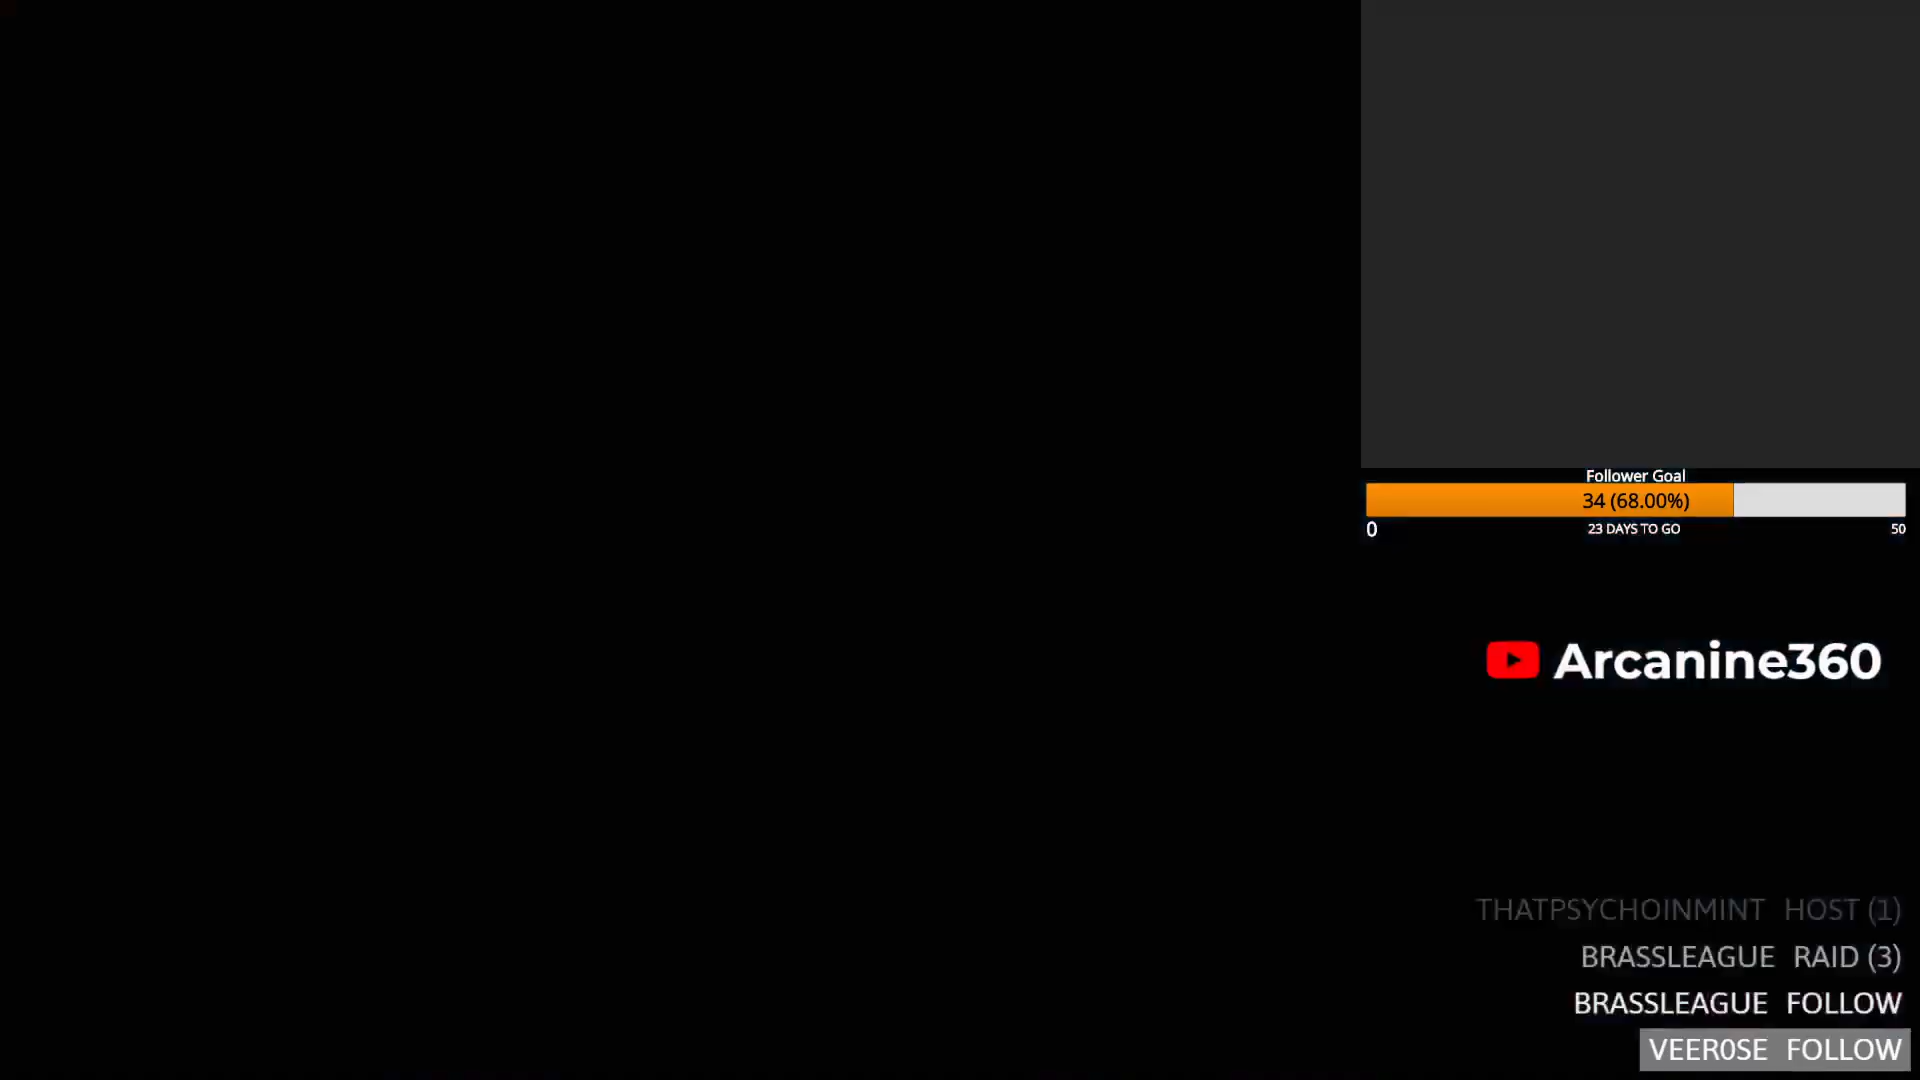 Follower Goal
34 (68.00%)
0 23 DAYS TO GO 50
Arcanine360
THATPSYCHOINMINT HOST (1)
BRASSLEAGUE RAID (3)
BRASSLEAGUE FOLLOW
VEER0SE FOLLOW